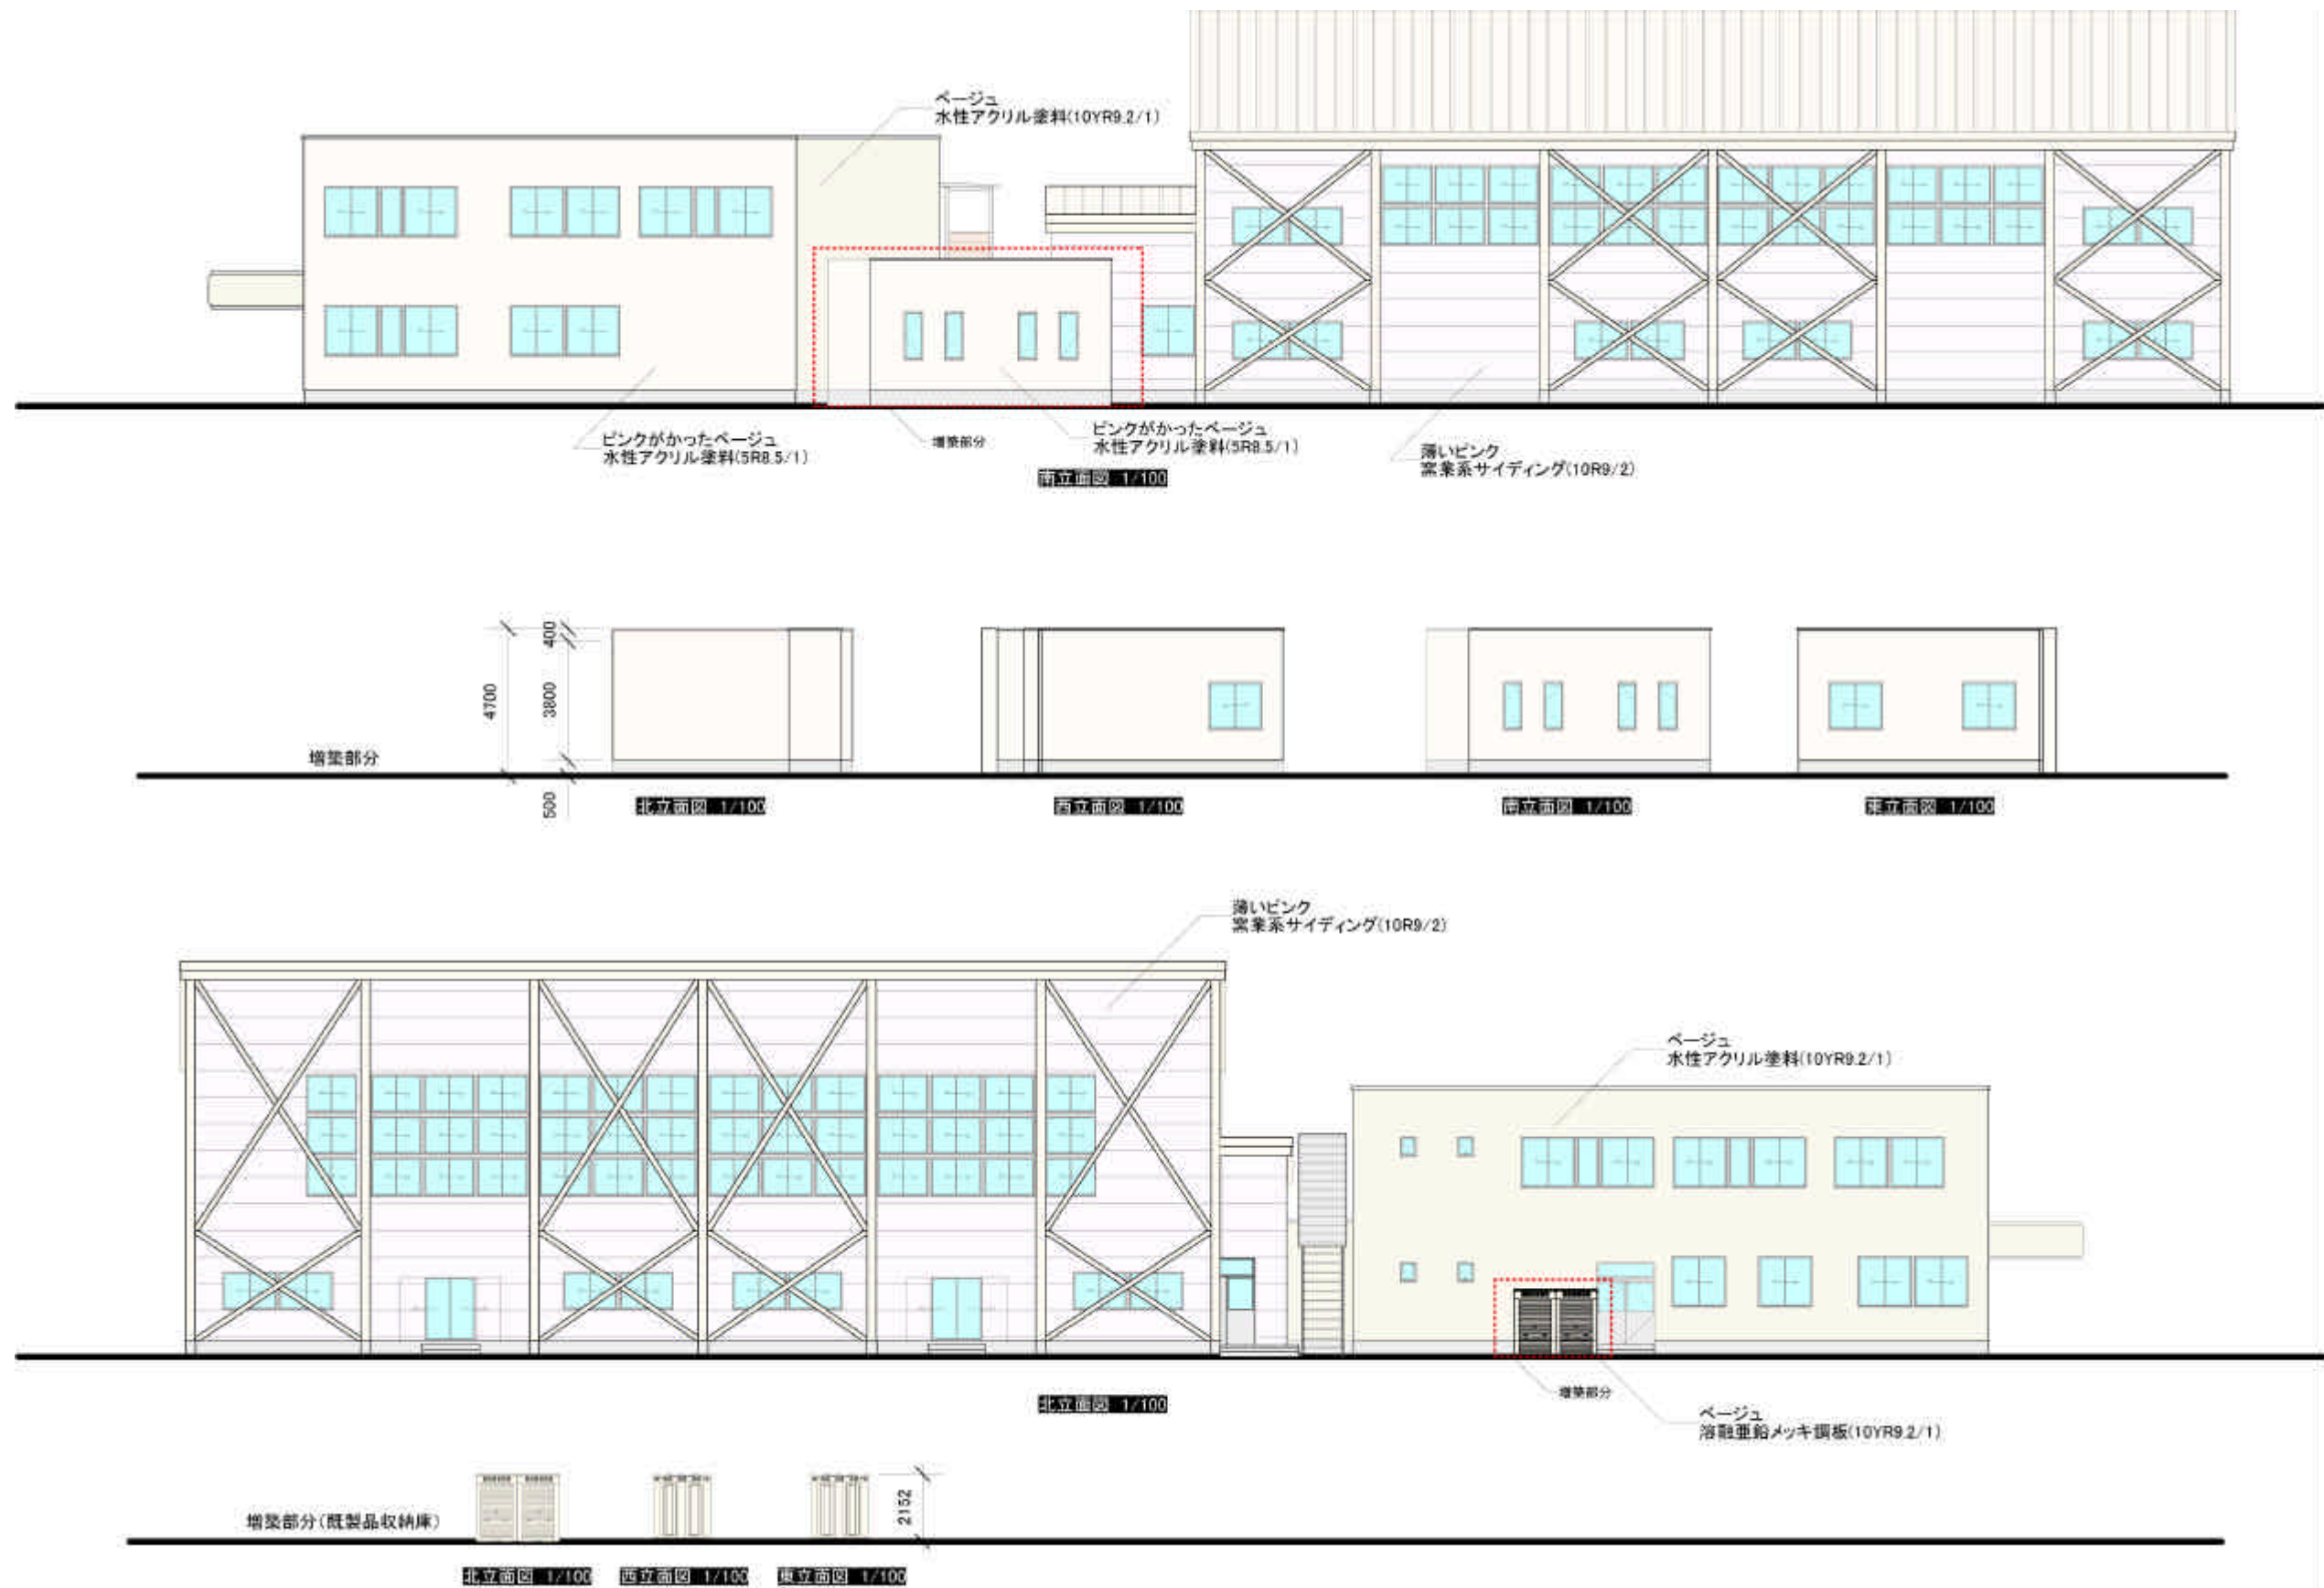 ベージュ
水性アクリル塗料(10YR9.2/1)
ピンクがかったベージュ
水性アクリル塗料(5R8.5/1)
増築部分
ピンクがかったベージュ
水性アクリル塗料(5R8.5/1)
薄いピンク
窯業系サイディング(10R9/2)
南立面図 1/100
400
4700
3800
増築部分
500
北立面図 1/100
西立面図 1/100
南立面図 1/100
東立面図 1/100
薄いピンク
窯業系サイディング(10R9/2)
ベージュ
水性アクリル塗料(10YR9.2/1)
増築部分
北立面図 1/100
ベージュ
溶融亜鉛メッキ鋼板(10YR9.2/1)
2152
増築部分(既製品収納庫)
北立面図 1/100
西立面図 1/100
東立面図 1/100